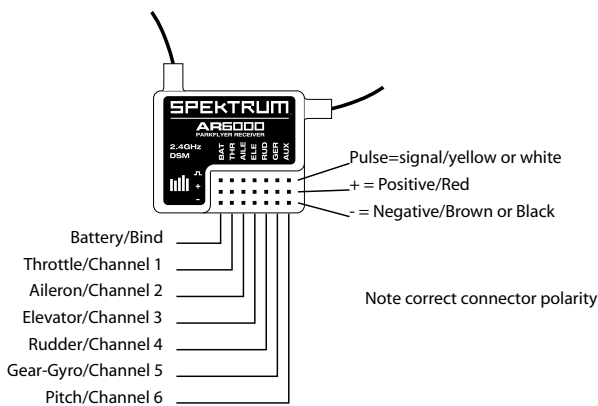 SPEKTRUM
AR6000
PARKFLYER RECEIVER
2.4GHz
DSM
BAT
THR
AILE
ELE
RUD
GER
AUX
+
-
Pulse=signal/yellow or white
+ = Positive/Red
- = Negative/Brown or Black
Battery/Bind
Throttle/Channel 1
Aileron/Channel 2
Elevator/Channel 3
Rudder/Channel 4
Gear-Gyro/Channel 5
Pitch/Channel 6
Note correct connector polarity